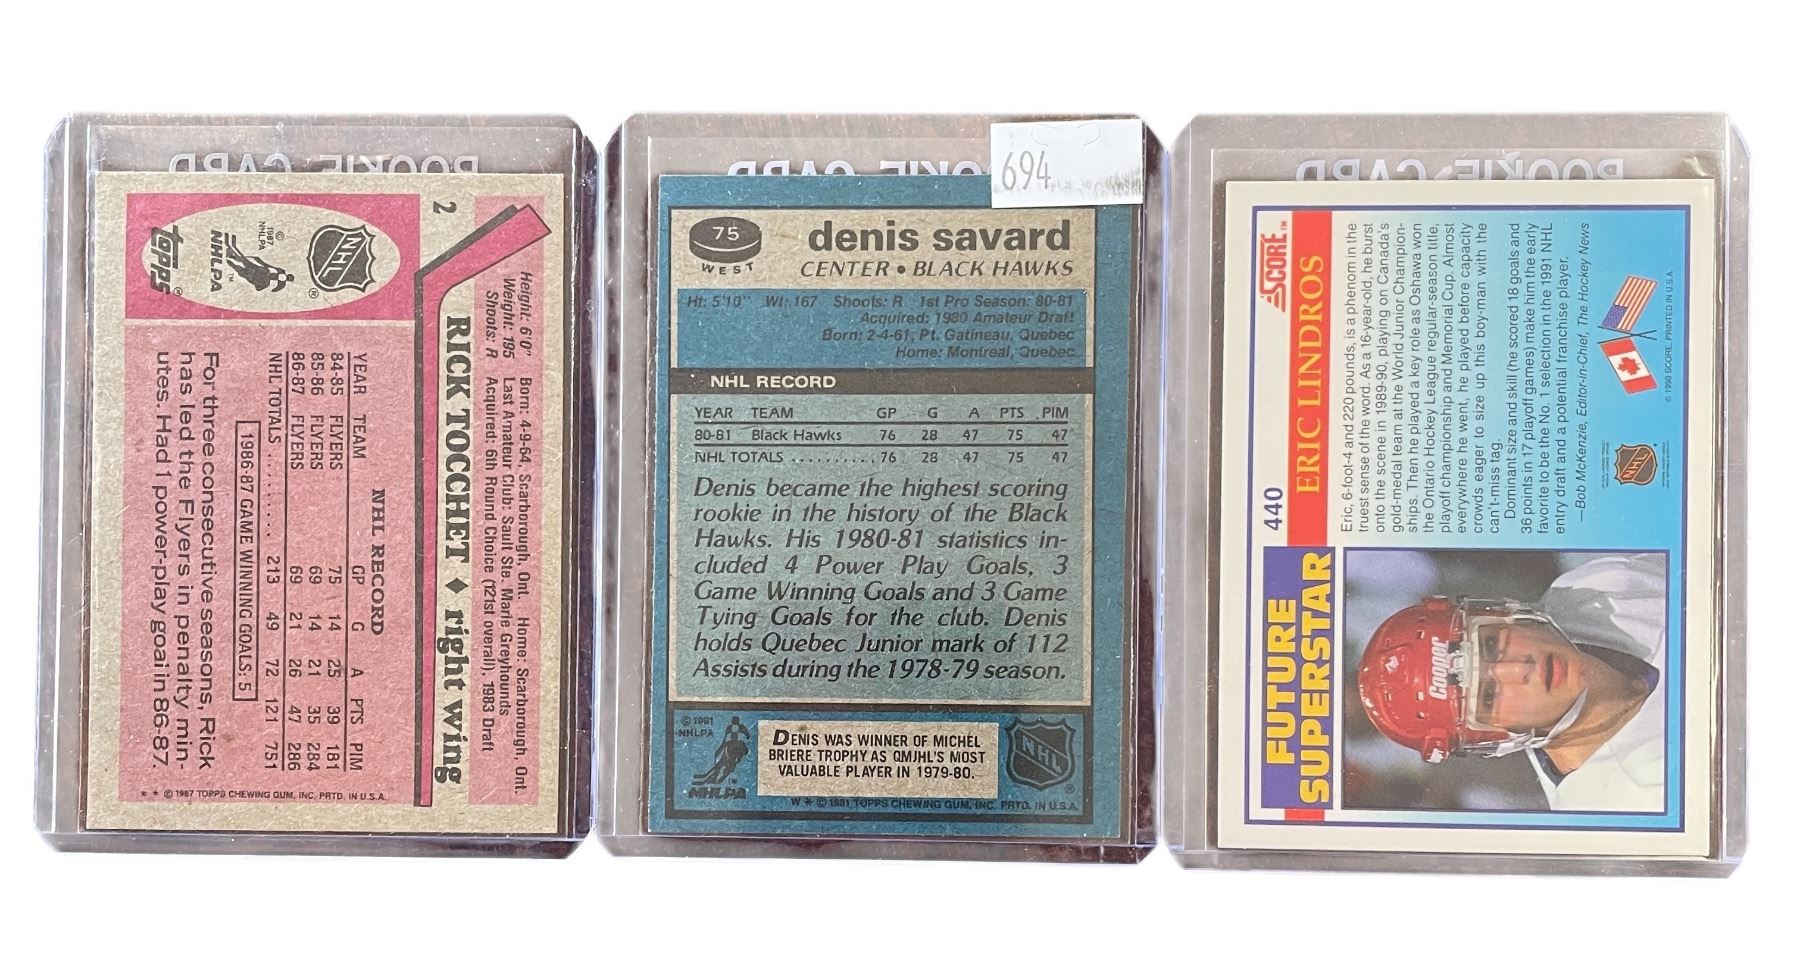 ROOKIE CARD
2
NHL
®
© 1987 NHLPA
NHLPA™
topps®
Height: 6'0" Born: 4-9-64, Scarborough, Ont. Home: Scarborough, Ont.
Weight: 195 Last Amateur Club: Sault Ste. Marie Greyhounds
Shoots: R Acquired: 6th Round Choice (121st overall), 1983 Draft
RICK TOCCHET ♦ right wing
NHL RECORD
YEAR TEAM GP G A PTS PIM
84-85 FLYERS 75 14 25 39 181
85-86 FLYERS 69 14 21 35 284
86-87 FLYERS 69 21 26 47 286
NHL TOTALS ........ 213 49 72 121 751
1986-87 GAME WINNING GOALS: 5
For three consecutive seasons, Rick
has led the Flyers in penalty min-
utes. Had 1 power-play goal in 86-87.
* * © 1987 TOPPS CHEWING GUM, INC. PRTD. IN U.S.A.
ROOKIE CARD
694
75
WEST
denis savard
CENTER • BLACK HAWKS
Ht: 5'10" Wt: 167 Shoots: R 1st Pro Season: 80-81
Acquired: 1980 Amateur Draft
Born: 2-4-61, Pt. Gatineau, Quebec
Home: Montreal, Quebec
NHL RECORD
YEAR TEAM GP G A PTS PIM
80-81 Black Hawks 76 28 47 75 47
NHL TOTALS .......... 76 28 47 75 47
Denis became the highest scoring
rookie in the history of the Black
Hawks. His 1980-81 statistics in-
cluded 4 Power Play Goals, 3
Game Winning Goals and 3 Game
Tying Goals for the club. Denis
holds Quebec Junior mark of 112
Assists during the 1978-79 season.
© 1981
NHLPA
NHLPA™
DENIS WAS WINNER OF MICHEL
BRIERE TROPHY AS QMJHL'S MOST
VALUABLE PLAYER IN 1979-80.
NHL
®
W * © 1981 TOPPS CHEWING GUM, INC. PRTD. IN U.S.A.
ROOKIE CARD
SCORE™
440
ERIC LINDROS
FUTURE
SUPERSTAR
Eric, 6-foot-4 and 220 pounds, is a phenom in the
truest sense of the word. As a 16-year-old, he burst
onto the scene in 1989-90, playing on Canada's
gold-medal team at the World Junior Champion-
ships. Then he played a key role as Oshawa won
the Ontario Hockey League regular-season title,
playoff championship and Memorial Cup. Almost
everywhere he went, he played before capacity
crowds eager to size up this boy-man with the
can't-miss tag.
Dominant size and skill (he scored 18 goals and
36 points in 17 playoff games) make him the early
favorite to be the No. 1 selection in the 1991 NHL
entry draft and a potential franchise player.
—Bob McKenzie, Editor-in-Chief, The Hockey News
NHL
© 1990 SCORE, PRINTED IN U.S.A.
Cooper